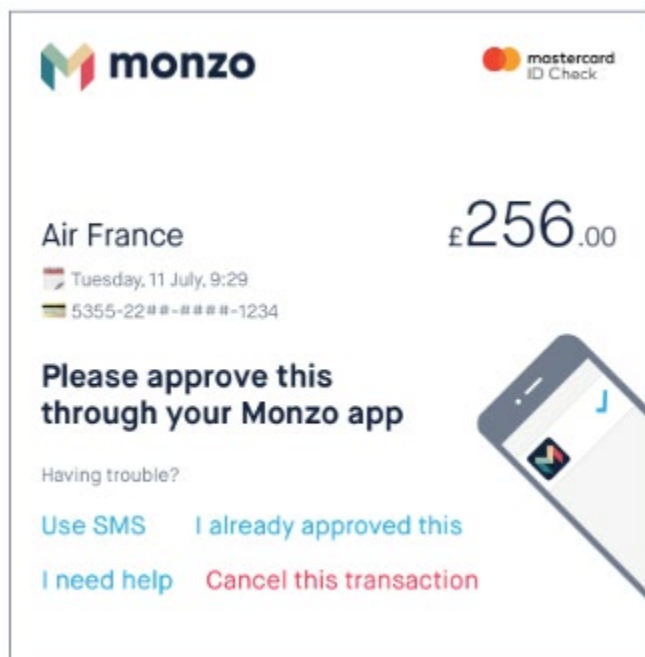 monzo
mastercard
ID Check
Air France
£256.00
Tuesday, 11 July, 9:29
5355-22##-####-1234
Please approve this
through your Monzo app
Having trouble?
Use SMS I already approved this
I need help Cancel this transaction